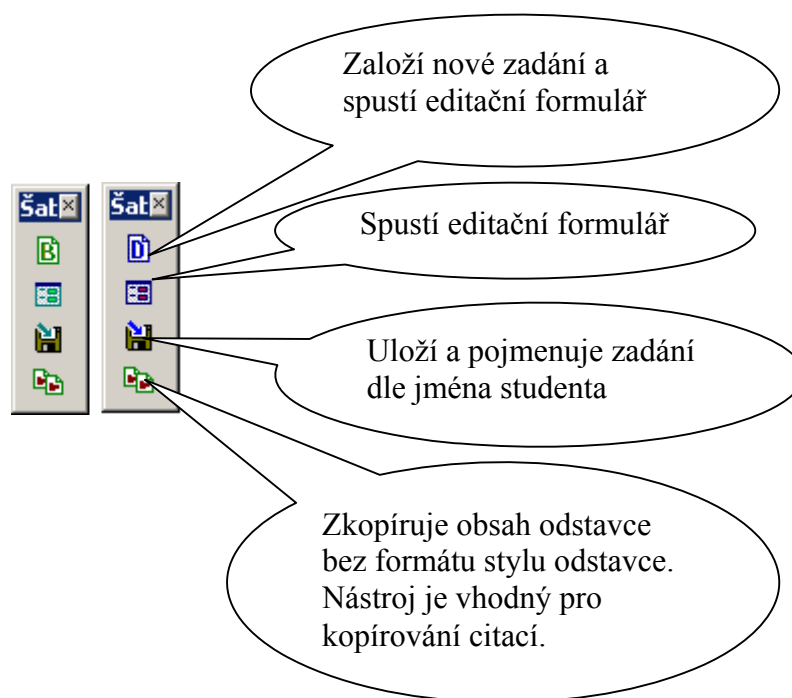 Založí nové zadání a
spustí editační formulář
Šat
Šat
B
D
Spustí editační formulář
Uloží a pojmenuje zadání
dle jména studenta
Zkopíruje obsah odstavce
bez formátu stylu odstavce.
Nástroj je vhodný pro
kopírování citací.